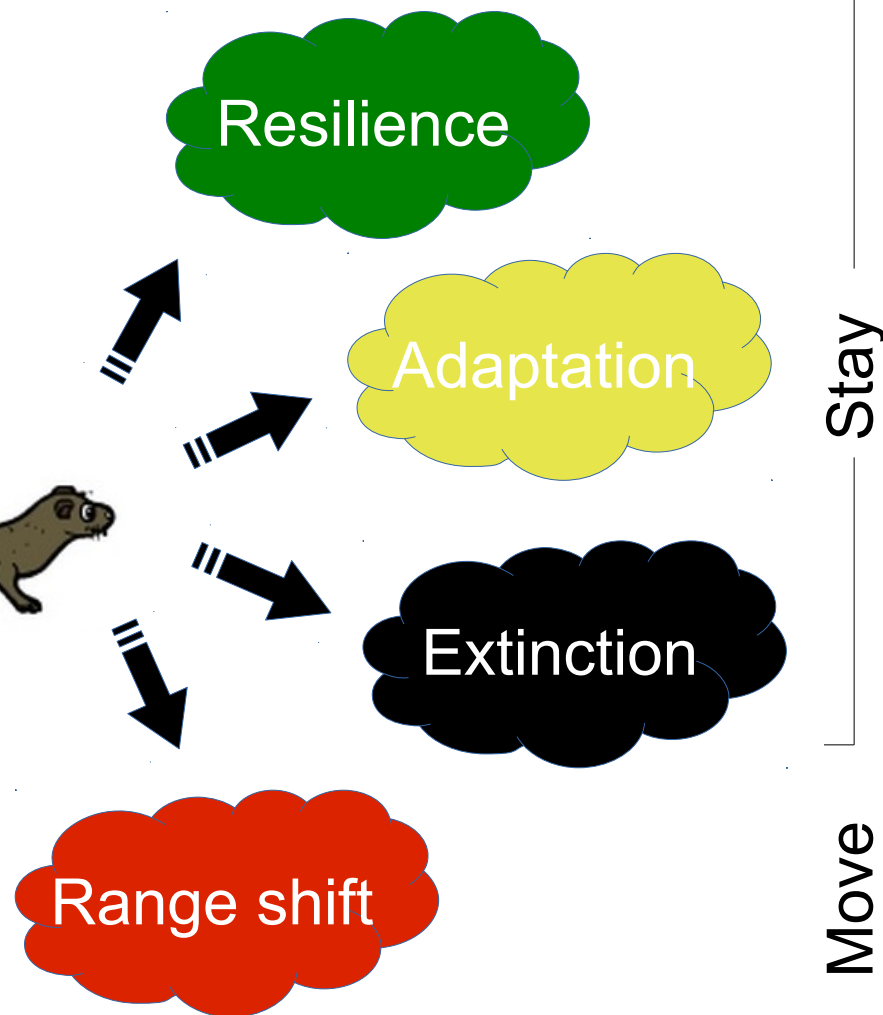 Resilience
Adaptation
Stay
Extinction
Range shift
Move